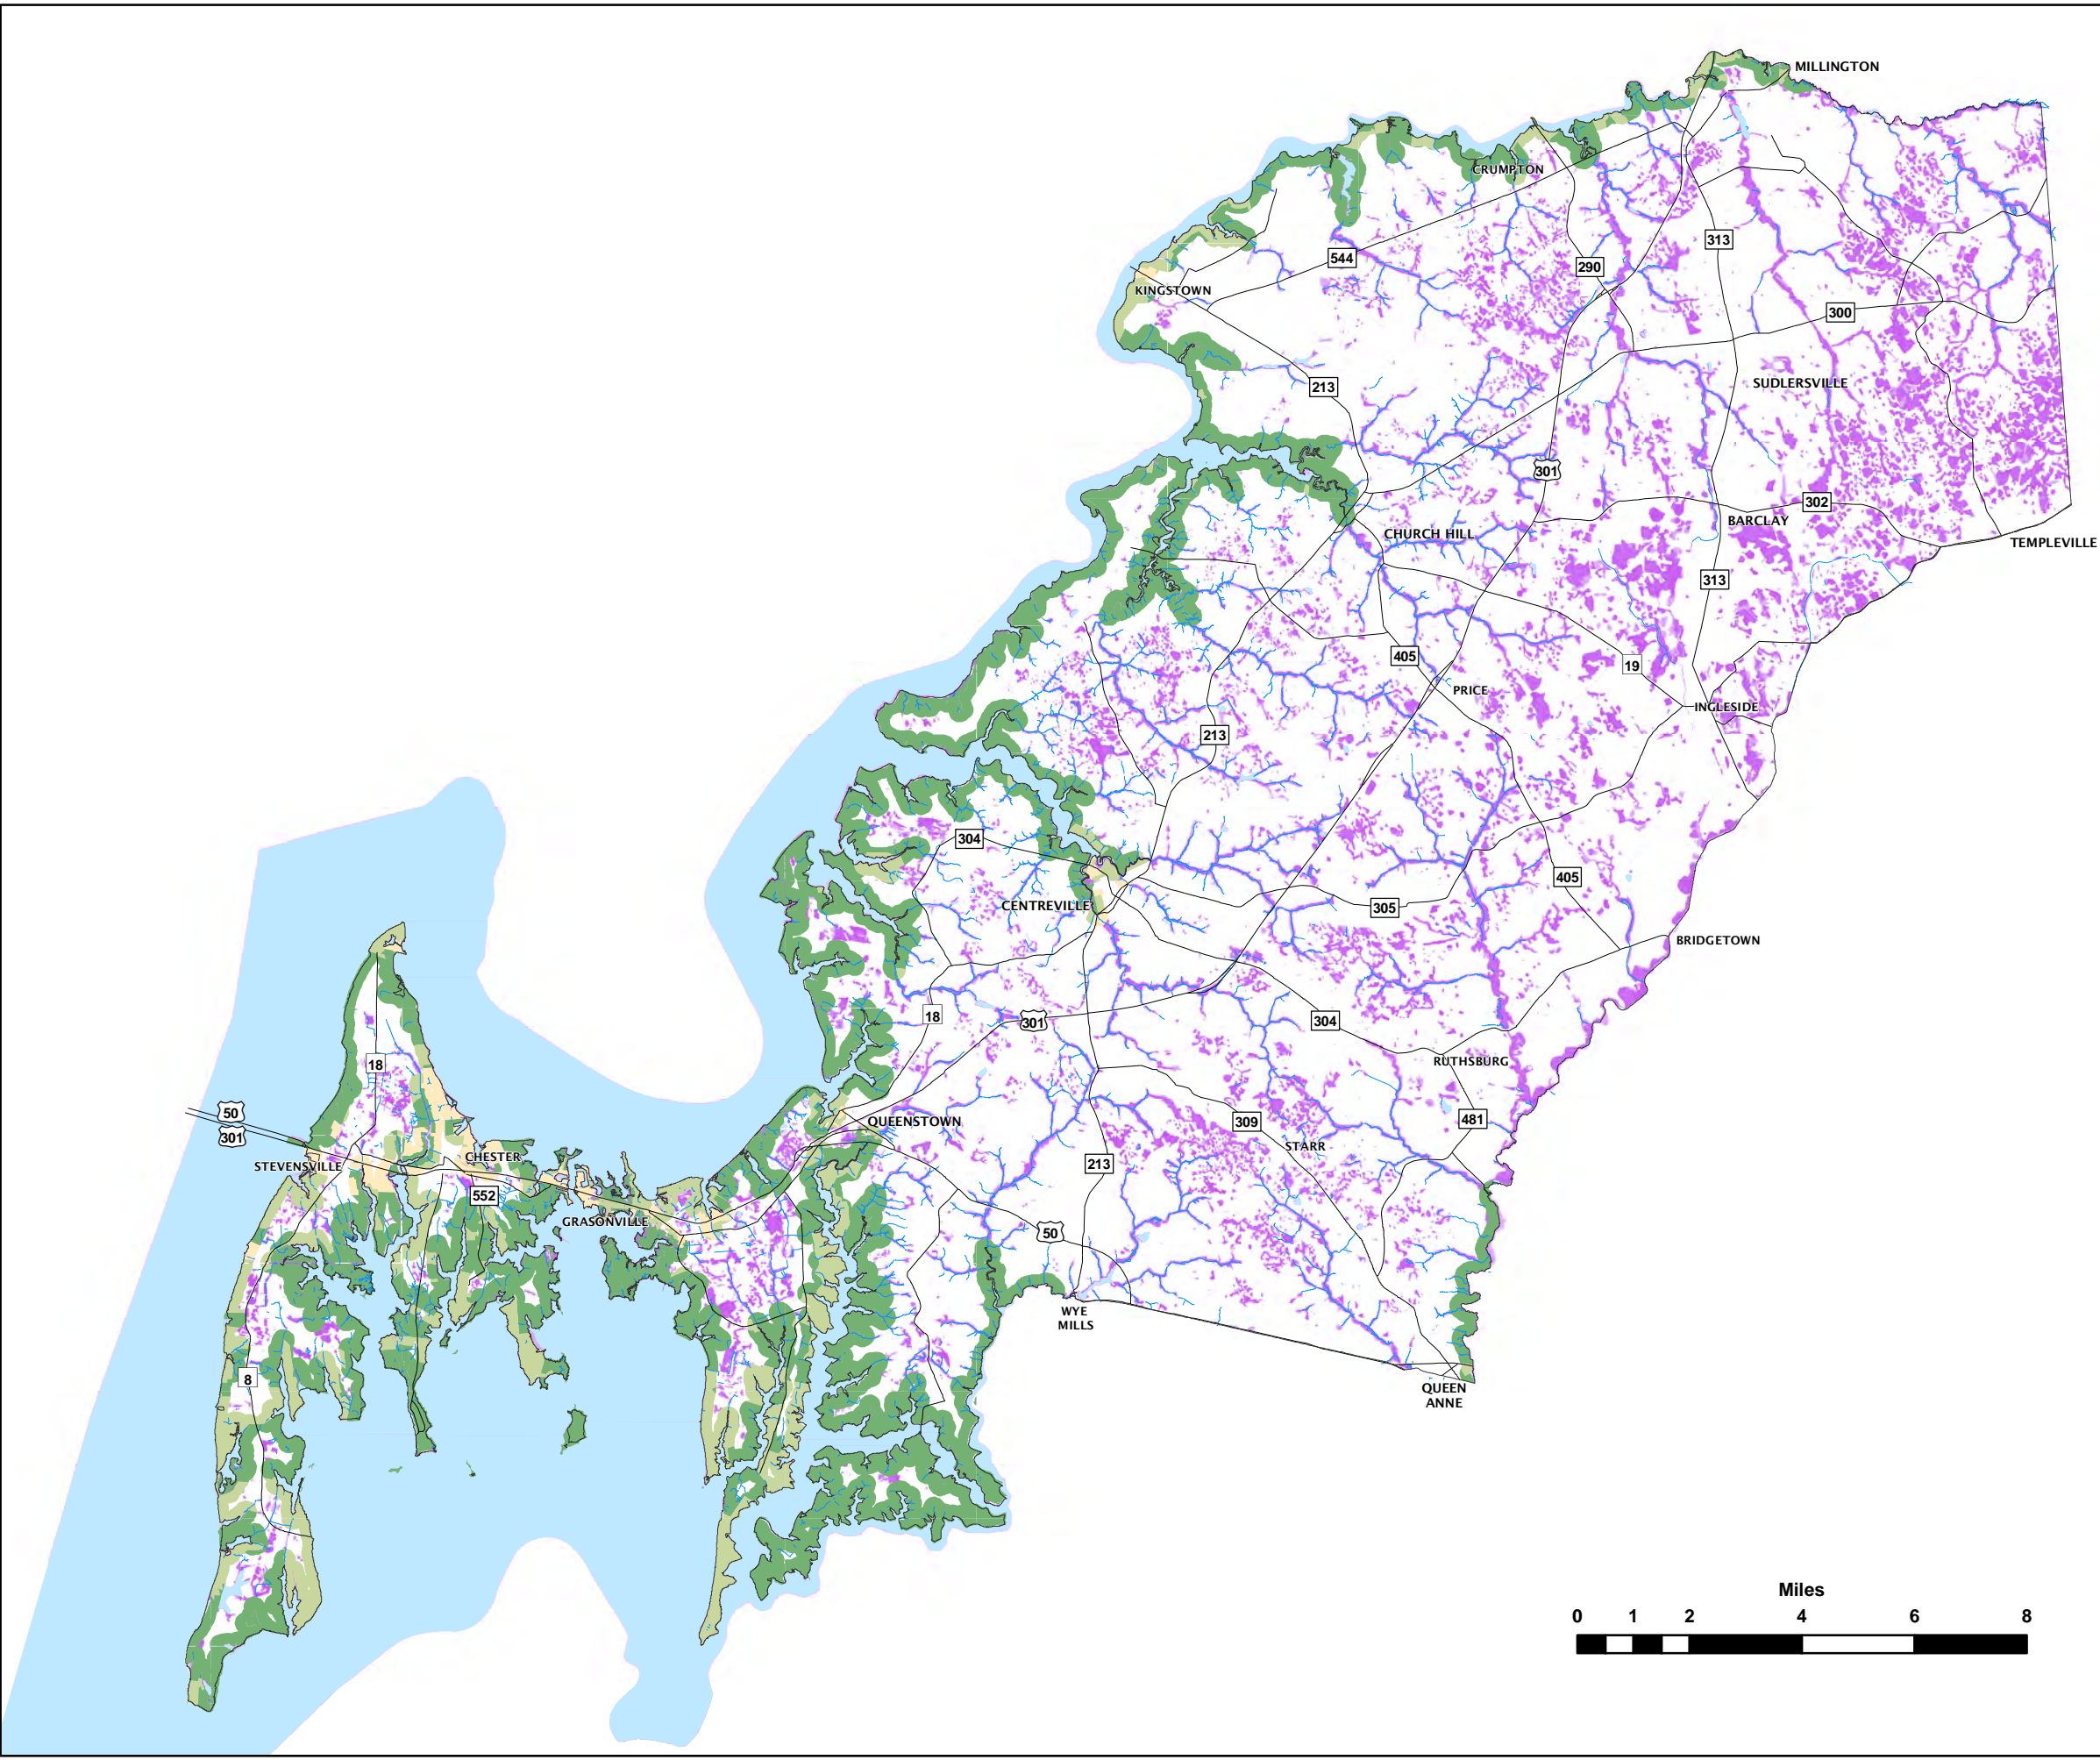 MILLINGTON
CRUMPTON
313
544
290
KINGSTOWN
300
213
SUDLERSVILLE
301
302
BARCLAY
CHURCH HILL
TEMPLEVILLE
313
405
19
PRICE
INGLESIDE
213
304
405
CENTREVILLE
305
BRIDGETOWN
18
301
304
RUTHSBURG
18
50
301
QUEENSTOWN
309
481
STARR
CHESTER
STEVENSVILLE
213
552
GRASONVILLE
50
WYE
MILLS
8
QUEEN
ANNE
Miles
0 1 2 4 6 8